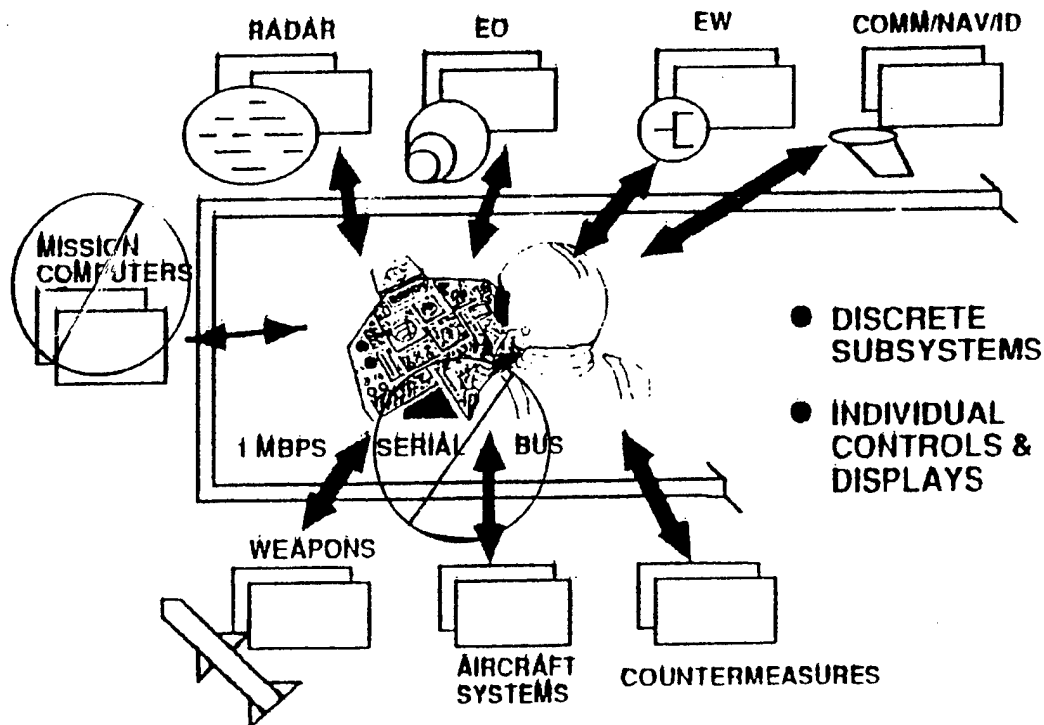 RADAR
EO
EW
COMM/NAV/ID
MISSION
COMPUTERS
● DISCRETE
SUBSYSTEMS
● INDIVIDUAL
CONTROLS &
DISPLAYS
1 MBPS SERIAL BUS
WEAPONS
AIRCRAFT
SYSTEMS
COUNTERMEASURES